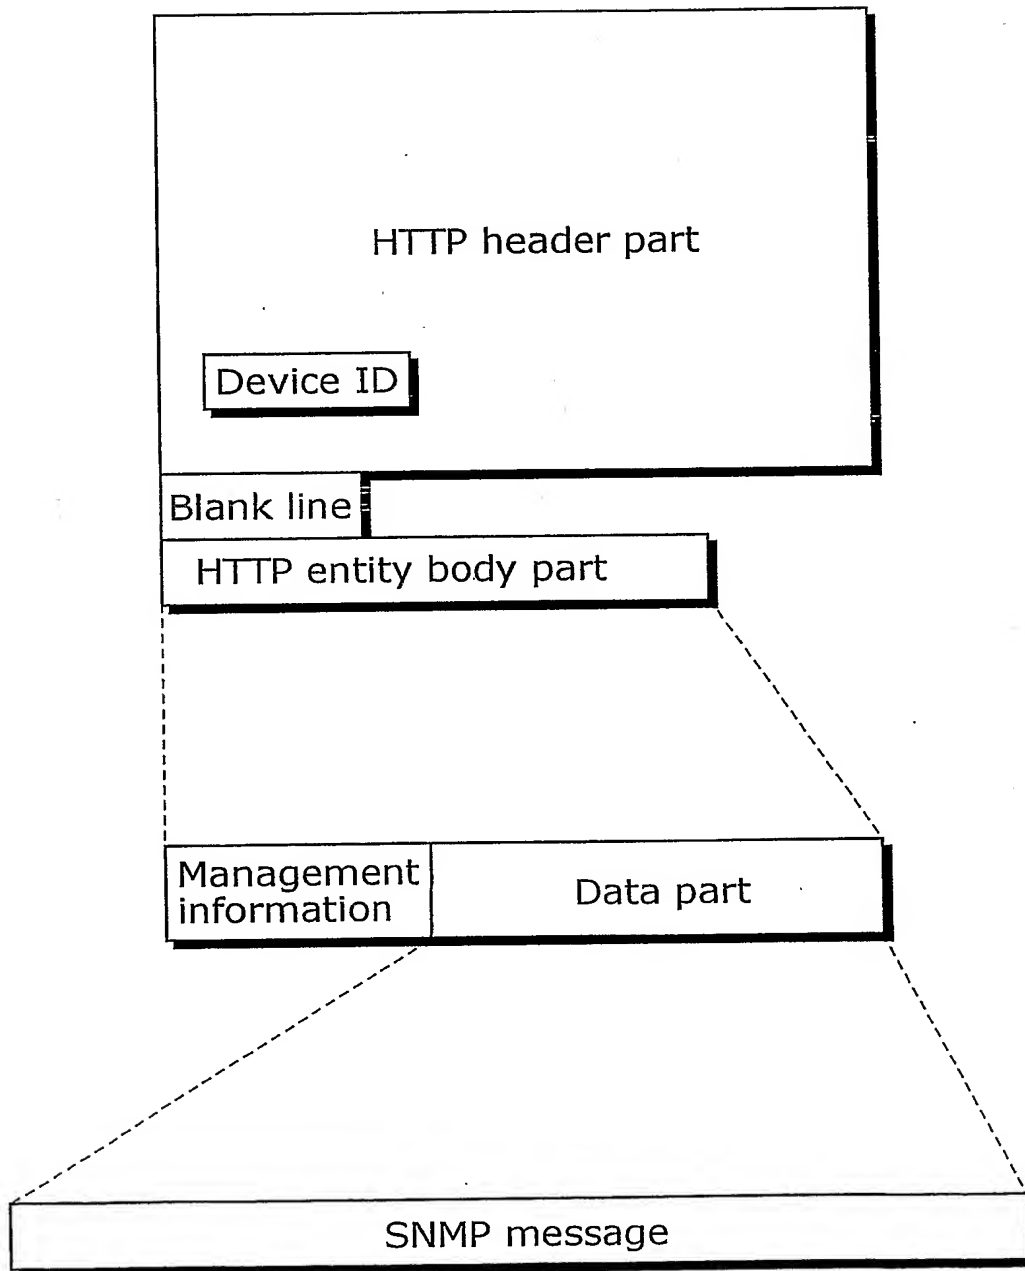 HTTP header part
Device ID
Blank line
HTTP entity body part
Management
information
Data part
SNMP message